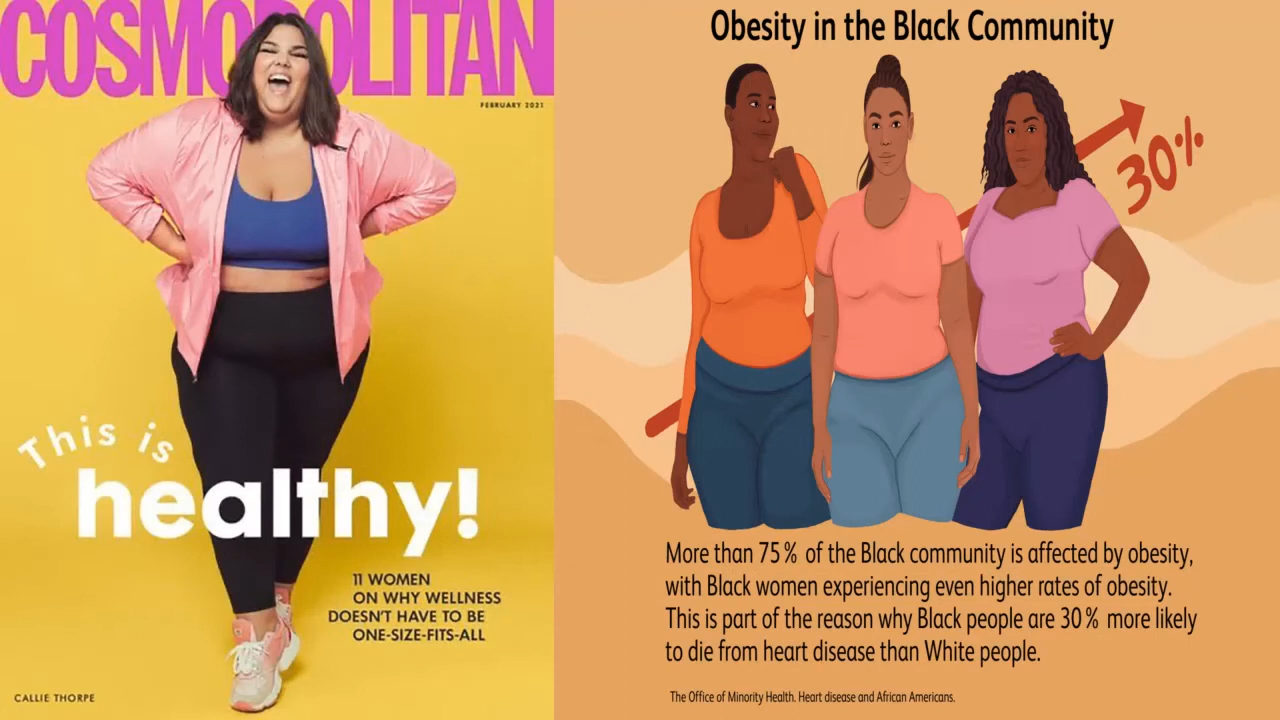 COSMOPOLITAN
FEBRUARY 2021
This is
healthy!
11 WOMEN
ON WHY WELLNESS
DOESN'T HAVE TO BE
ONE-SIZE-FITS-ALL
CALLIE THORPE
Obesity in the Black Community
30%
More than 75% of the Black community is affected by obesity,
with Black women experiencing even higher rates of obesity.
This is part of the reason why Black people are 30% more likely
to die from heart disease than White people.
The Office of Minority Health. Heart disease and African Americans.